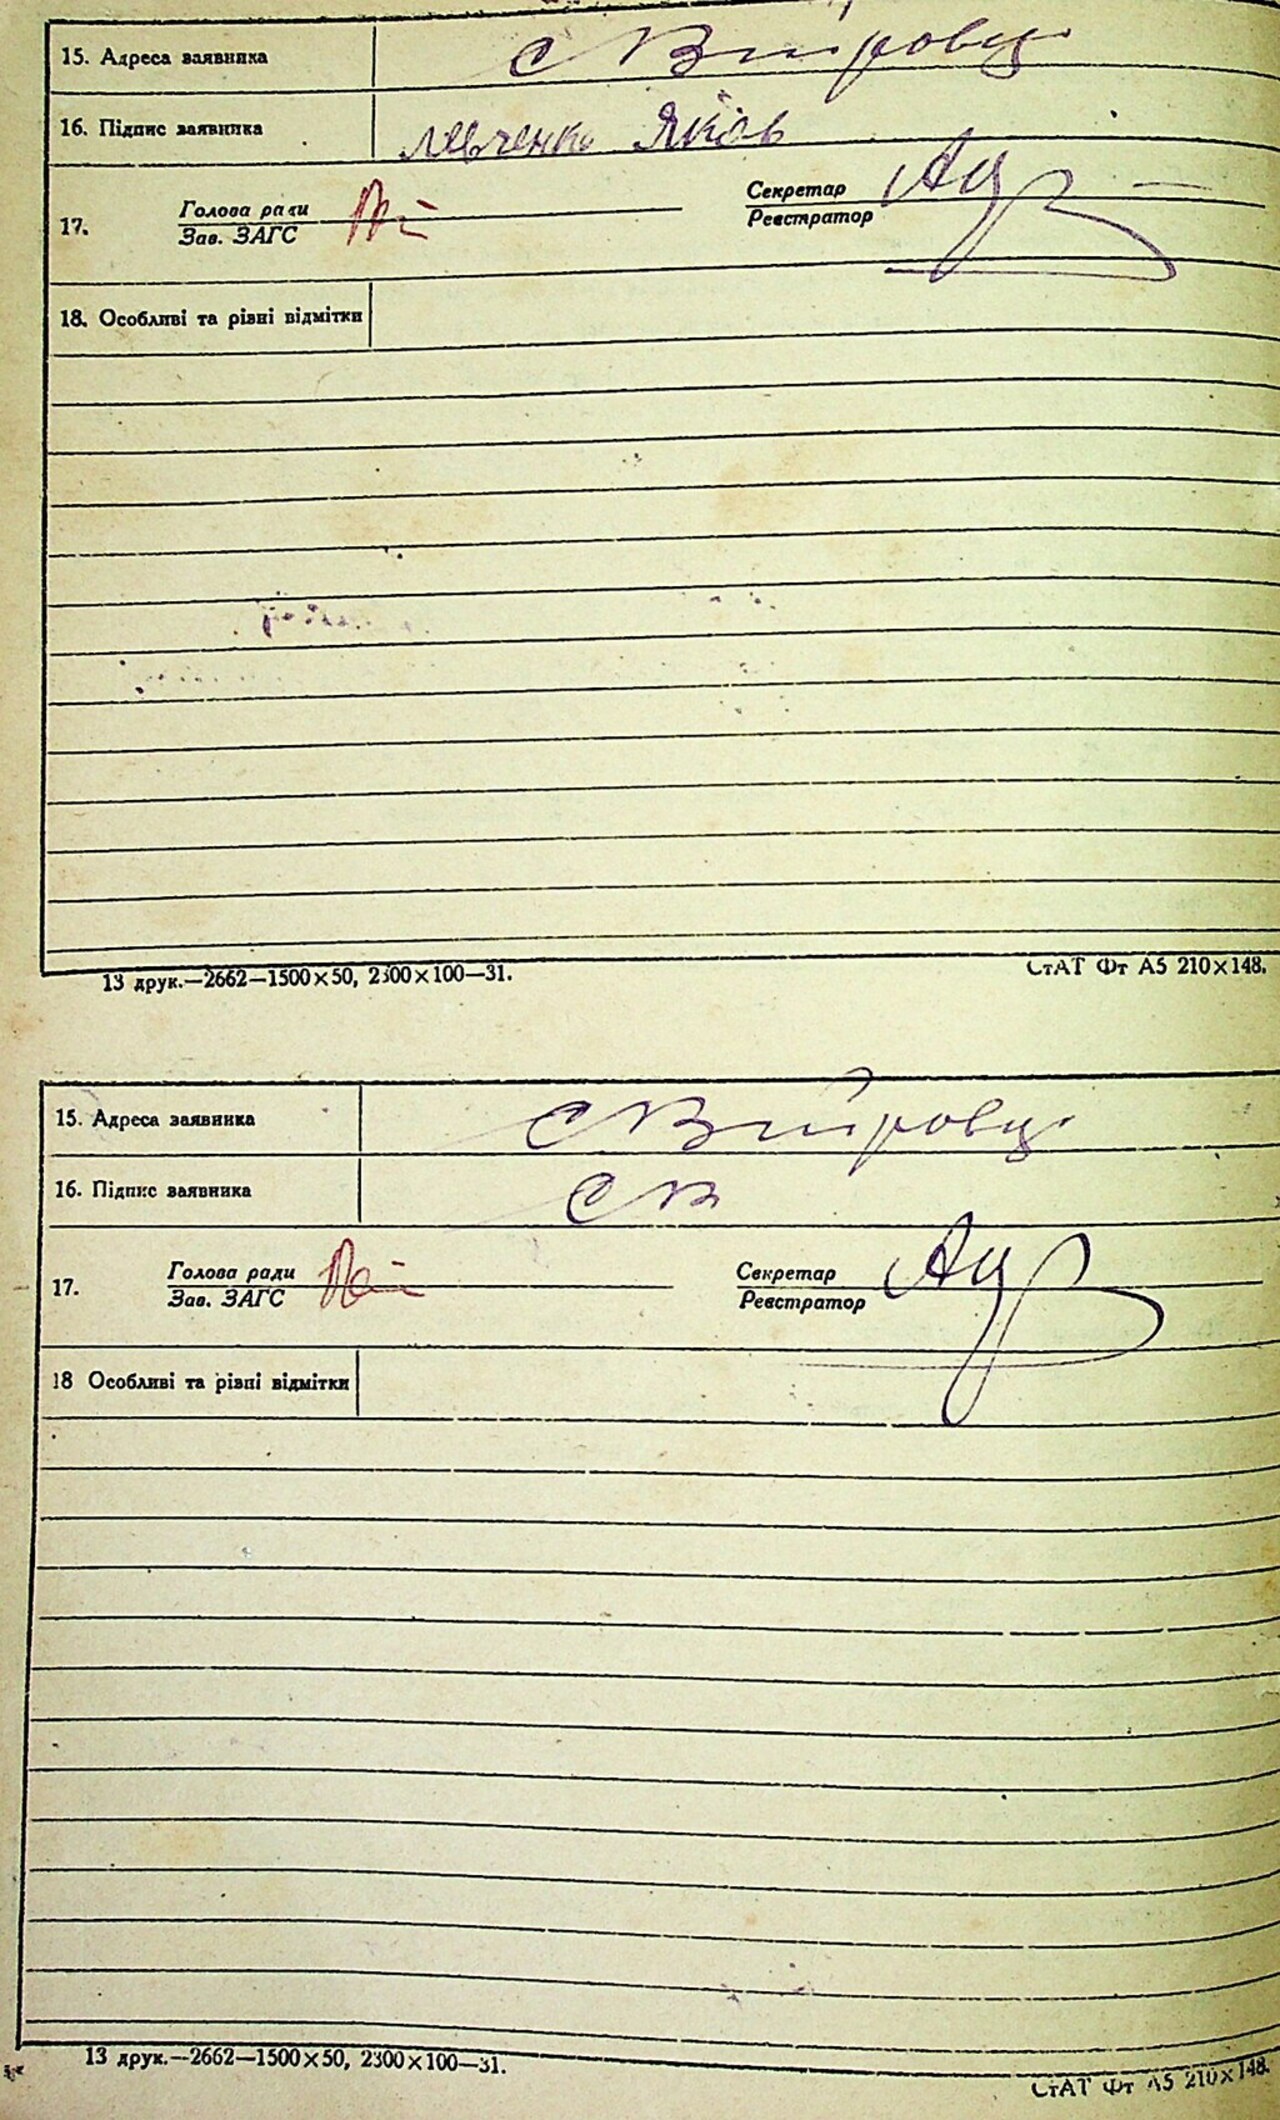 15. Адреса заявника с Вітровці
16. Підпис заявника Левченко Яків
17. Голова ради Секретар
Зав. ЗАГС Реєстратор
18. Особливі та рівні відмітки
13 друк.—2662—1500×50, 2300×100—31. СтАТ Фт А5 210×148.
15. Адреса заявника с Вітровці
16. Підпис заявника
17. Голова ради Секретар
Зав. ЗАГС Реєстратор
18 Особливі та рівні відмітки
13 друк.—2662—1500×50, 2300×100—31. СтАТ Фт А5 210×148.